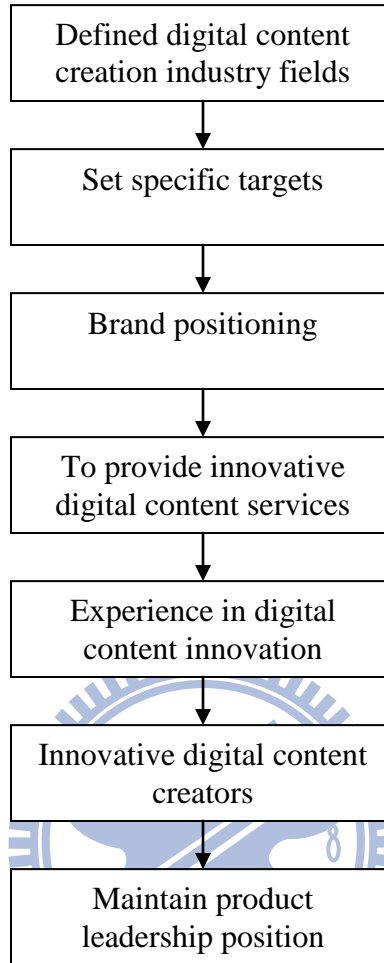 Defined digital content
creation industry fields
Set specific targets
Brand positioning
To provide innovative
digital content services
Experience in digital
content innovation
Innovative digital content
creators
Maintain product
leadership position